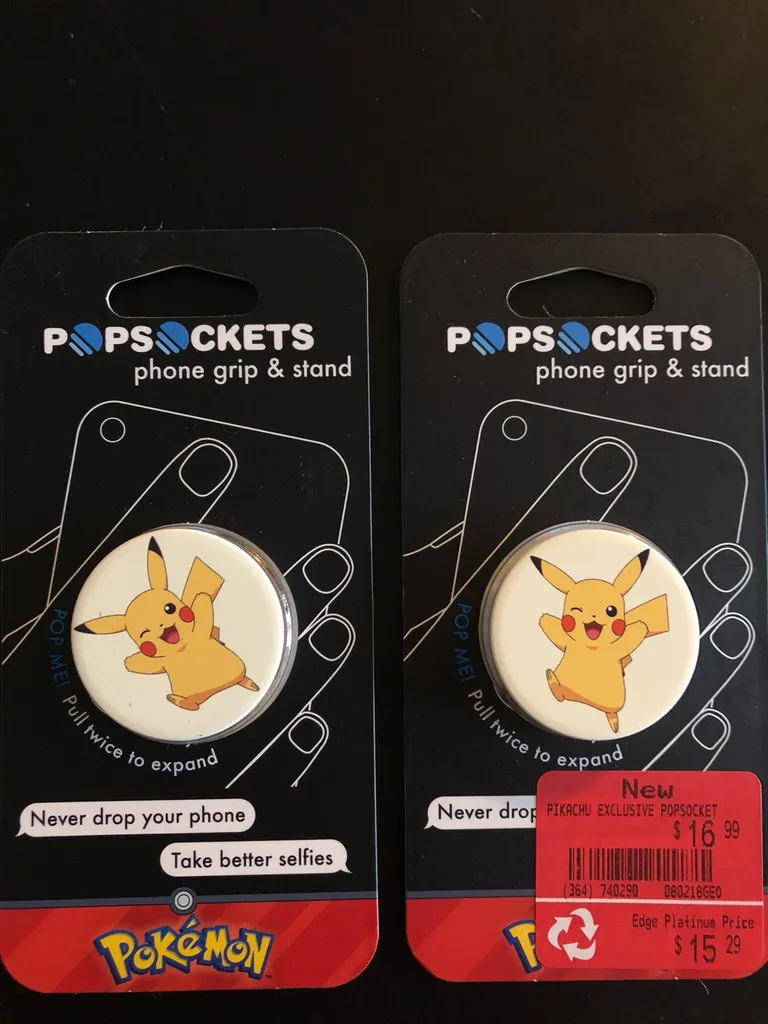 POPSOCKETS
phone grip & stand
POP ME! Pull twice to expand
Never drop your phone
Take better selfies
POKéMON
POPSOCKETS
phone grip & stand
POP ME! Pull twice to expand
Never drop
New
PIKACHU EXCLUSIVE POPSOCKET
$ 16 99
(364) 740290 080218GEO
Edge Platinum Price
$ 15 29
P